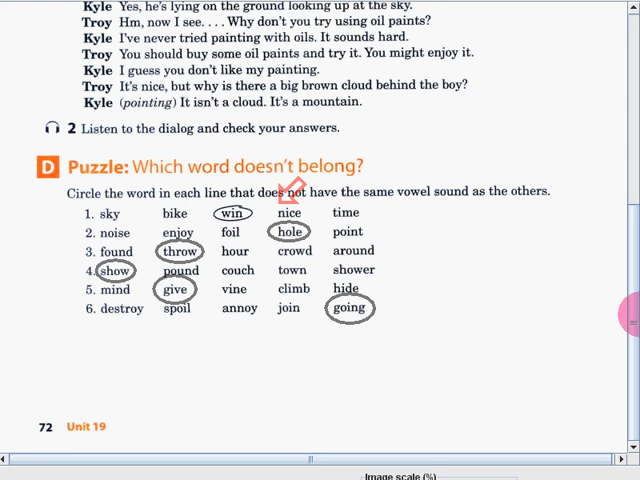 Kyle Yes, he's lying on the ground looking up at the sky.
Troy Hm, now I see. . . . Why don't you try using oil paints?
Kyle I've never tried painting with oils. It sounds hard.
Troy You should buy some oil paints and try it. You might enjoy it.
Kyle I guess you don't like my painting.
Troy It's nice, but why is there a big brown cloud behind the boy?
Kyle (pointing) It isn't a cloud. It's a mountain.
2 Listen to the dialog and check your answers.
D Puzzle: Which word doesn't belong?
Circle the word in each line that does not have the same vowel sound as the others.
1. sky bike win nice time
2. noise enjoy foil hole point
3. found throw hour crowd around
4. show pound couch town shower
5. mind give vine climb hide
6. destroy spoil annoy join going
72 Unit 19
Image scale (%)